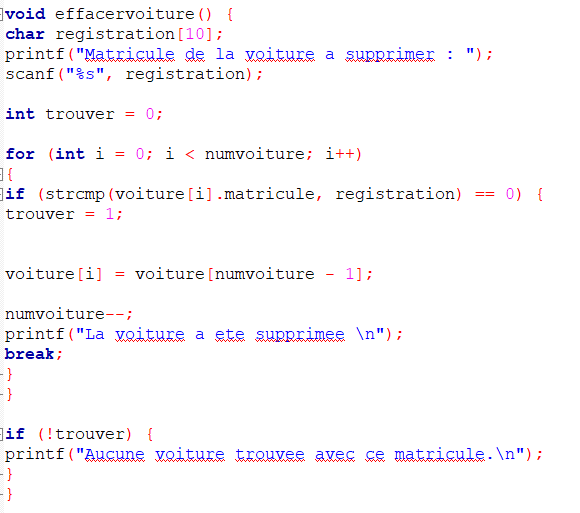 void effacervoiture() {
char registration[10];
printf("Matricule de la voiture a supprimer : ");
scanf("%s", registration);
int trouver = 0;
for (int i = 0; i < numvoiture; i++)
{
if (strcmp(voiture[i].matricule, registration) == 0) {
trouver = 1;
voiture[i] = voiture[numvoiture - 1];
numvoiture--;
printf("La voiture a ete supprimee \n");
break;
}
}
if (!trouver) {
printf("Aucune voiture trouvee avec ce matricule.\n");
}
}